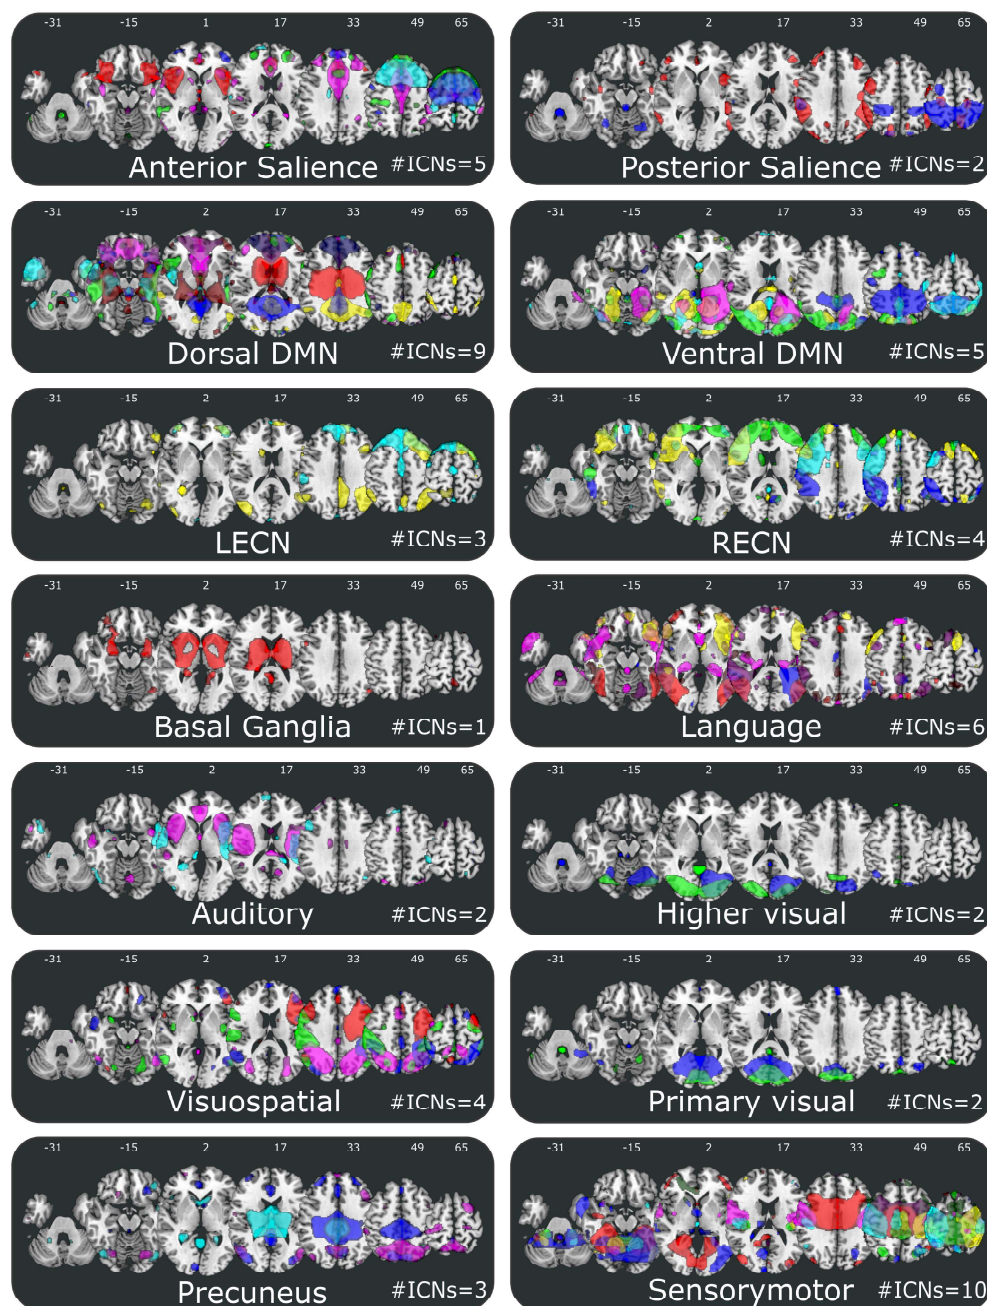 -31 -15 1 17 33 49 65
Anterior Salience #ICNs=5
-31 -15 2 17 33 49 65
Posterior Salience #ICNs=2
-31 -15 2 17 33 49 65
Dorsal DMN #ICNs=9
-31 -15 2 17 33 49 65
Ventral DMN #ICNs=5
-31 -15 2 17 33 49 65
LECN #ICNs=3
-31 -15 2 17 33 49 65
RECN #ICNs=4
-31 -15 2 17 33 49 65
Basal Ganglia #ICNs=1
-31 -15 2 17 33 49 65
Language #ICNs=6
-31 -15 2 17 33 49 65
Auditory #ICNs=2
-31 -15 2 17 33 49 65
Higher visual #ICNs=2
-31 -15 2 17 33 49 65
Visuospatial #ICNs=4
-31 -15 2 17 33 49 65
Primary visual #ICNs=2
-31 -15 2 17 33 49 65
Precuneus #ICNs=3
-31 -15 2 17 33 49 65
Sensorymotor #ICNs=10